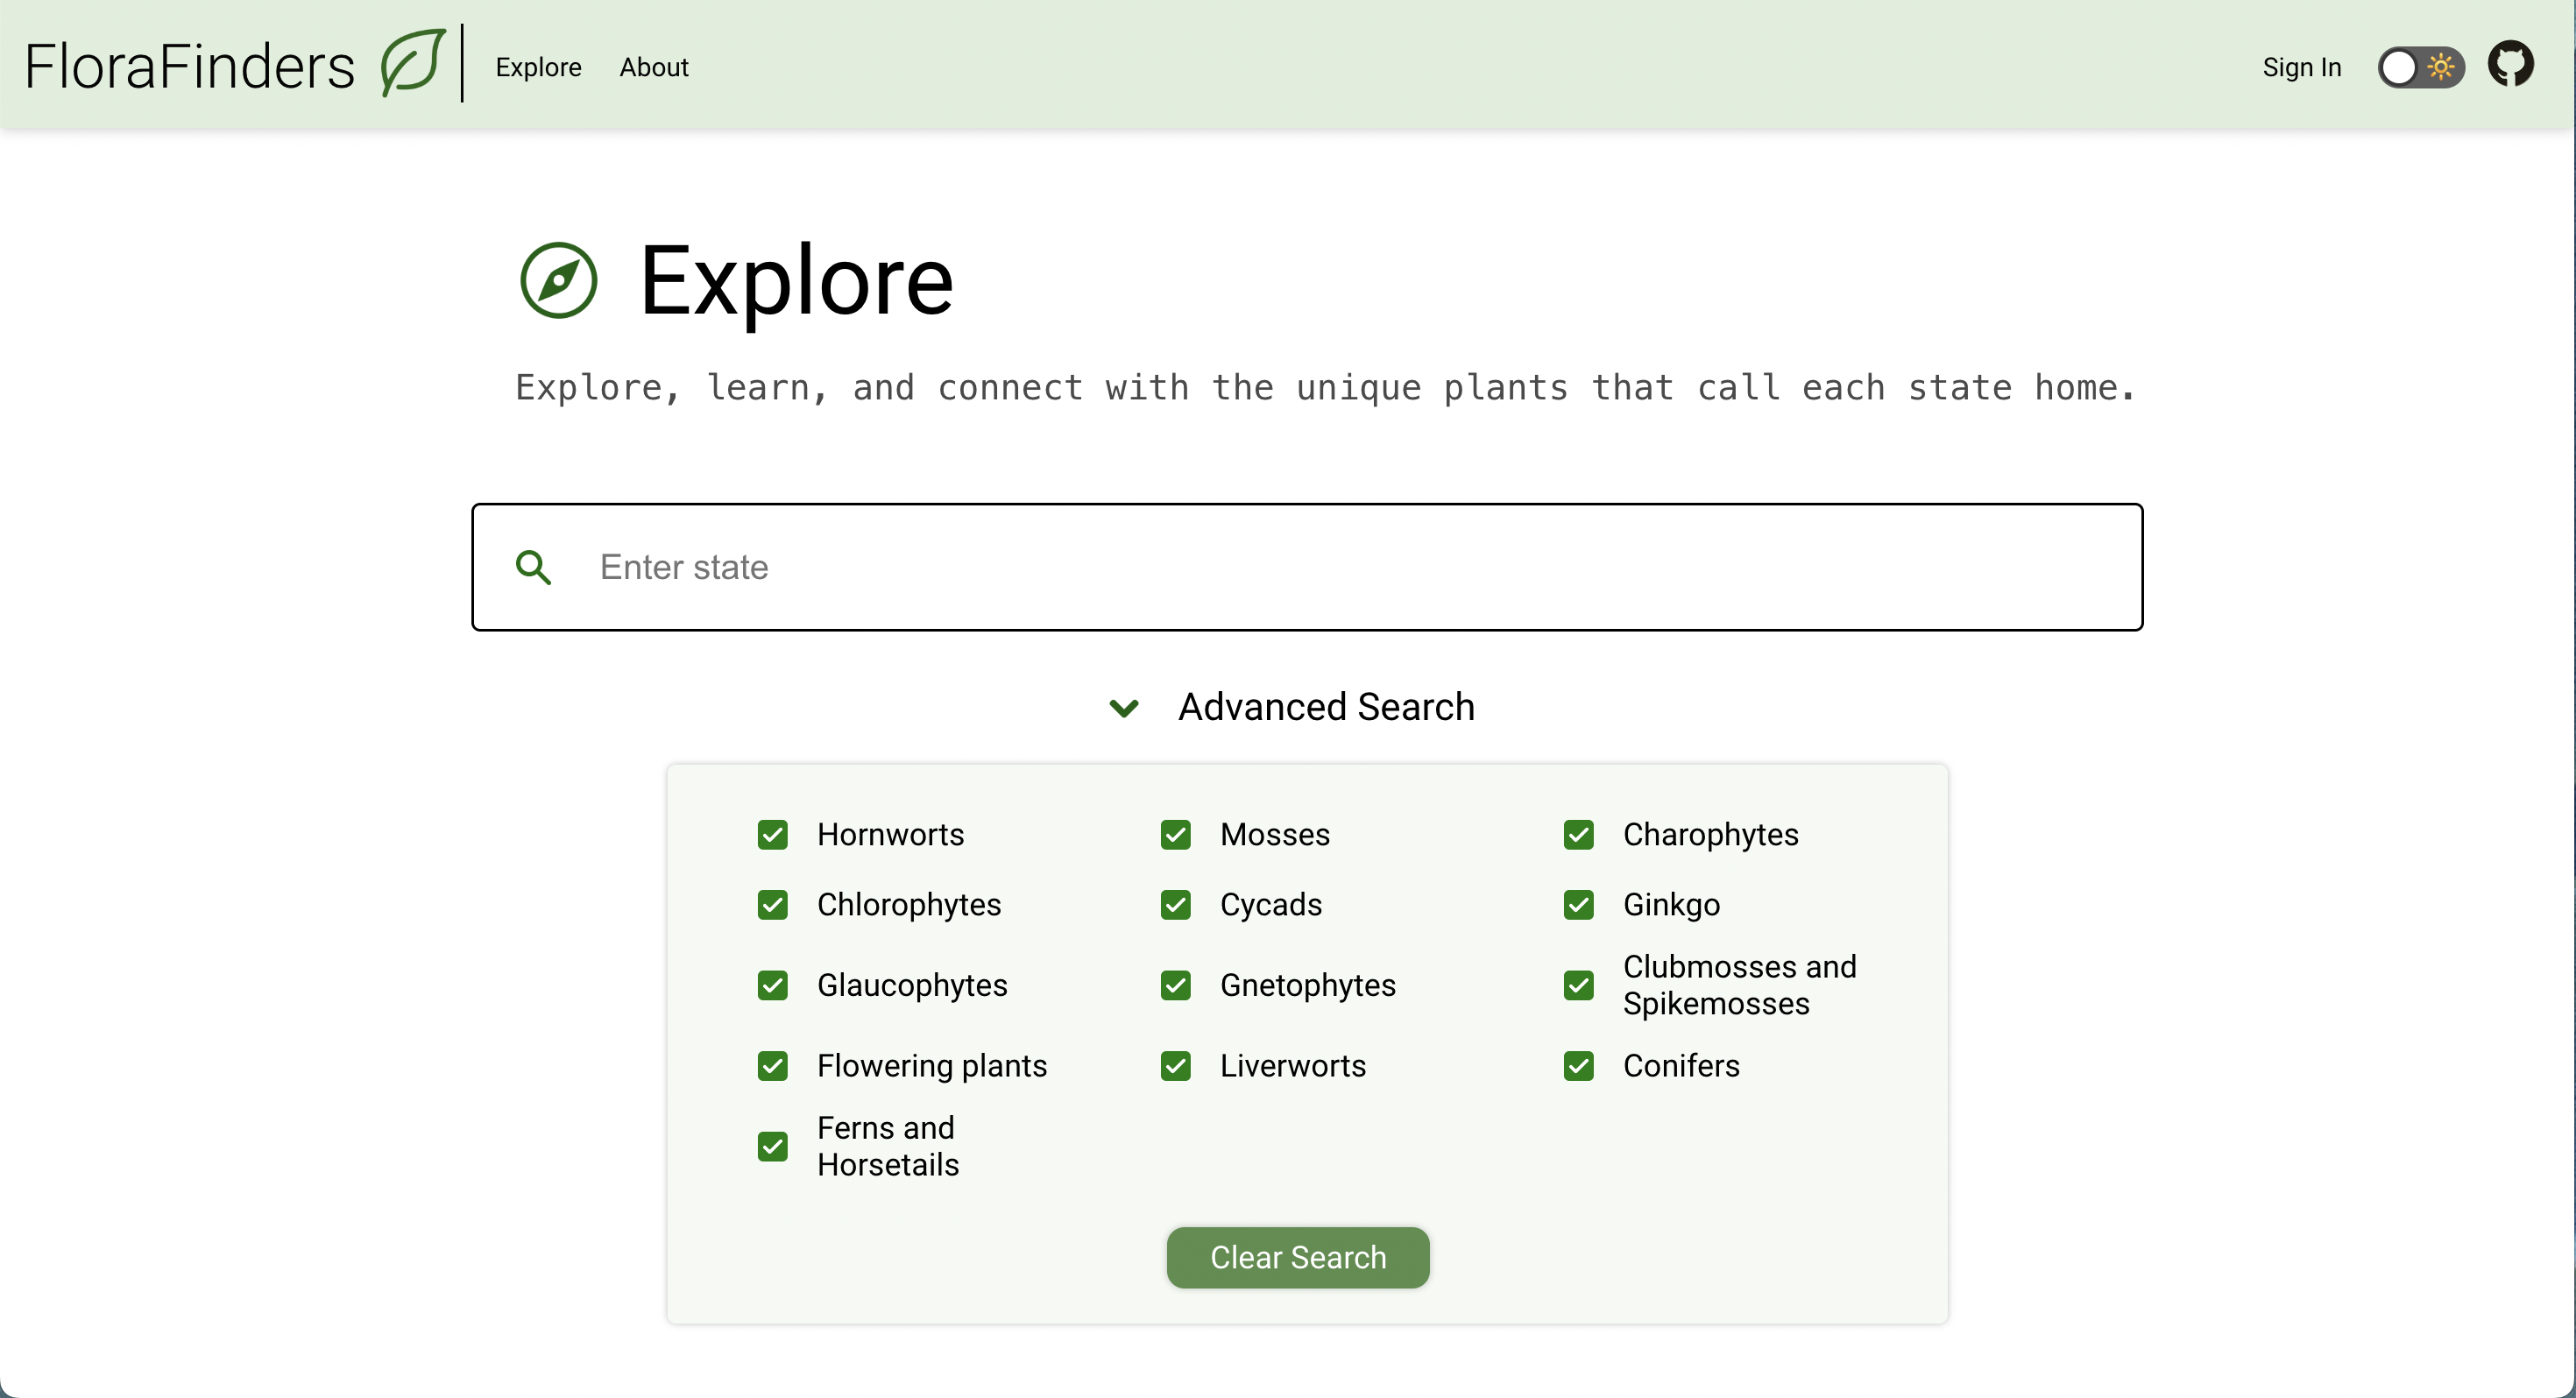 FloraFinders
Explore
About
Sign In
Explore
Explore, learn, and connect with the unique plants that call each state home.
Enter state
Advanced Search
Hornworts
Mosses
Charophytes
Chlorophytes
Cycads
Ginkgo
Glaucophytes
Gnetophytes
Clubmosses and
Spikemosses
Flowering plants
Liverworts
Conifers
Ferns and
Horsetails
Clear Search